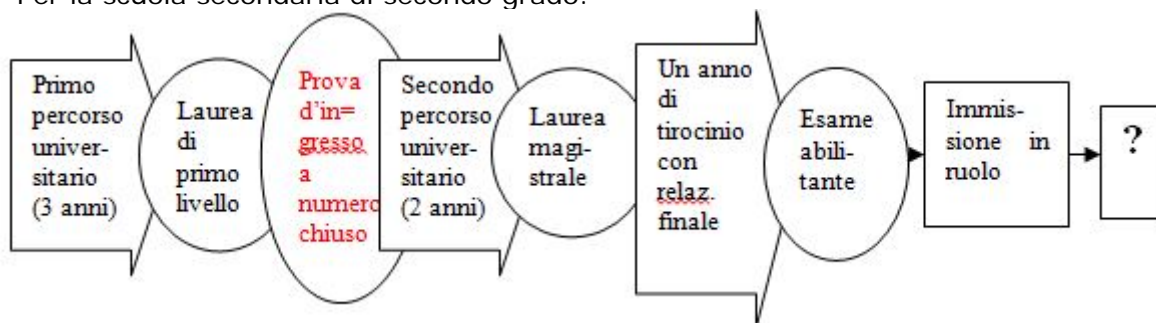 Per la scuola secondaria di secondo grado:
Primo
percorso
univer-
sitario
(3 anni)
Laurea
di
primo
livello
Prova
d'in=
gresso
a
numero
chiuso
Secondo
percorso
univer-
sitario
(2 anni)
Laurea
magi-
strale
Un anno
di
tirocinio
con
relaz.
finale
Esame
abili-
tante
Immis-
sione in
ruolo
?